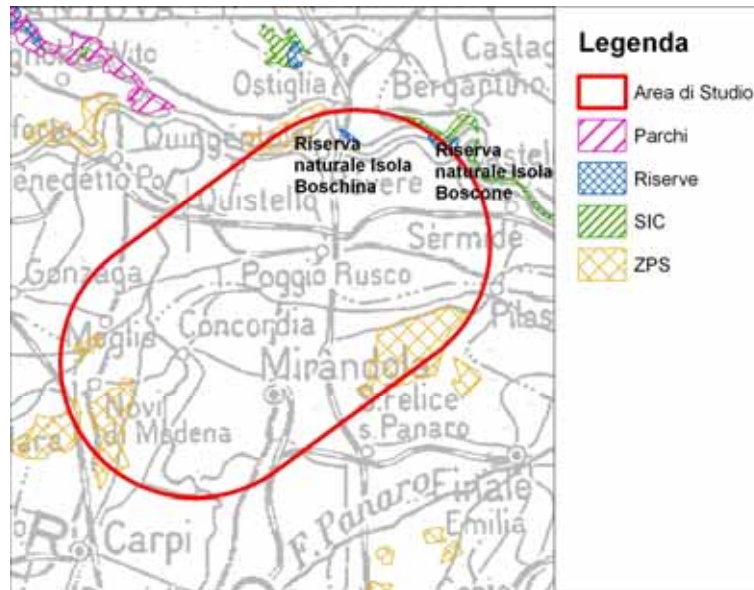 ANTOVA
Vito
Castag
Ostiglia
Bergantino
Legenda
Area di Studio
Parchi
Riserve
SIC
ZPS
Riserva
naturale Isola
Boschina
Riserva
naturale Isola
Boscone
enedetto Po
Quistello
Sermide
Gonzaga
Poggio Rusco
Pilas
Moglia
Concordia
Mirandola
Novi
di Modena
S. Felice
s. Panaro
F. Panaro
Finale
Emilia
Carpi